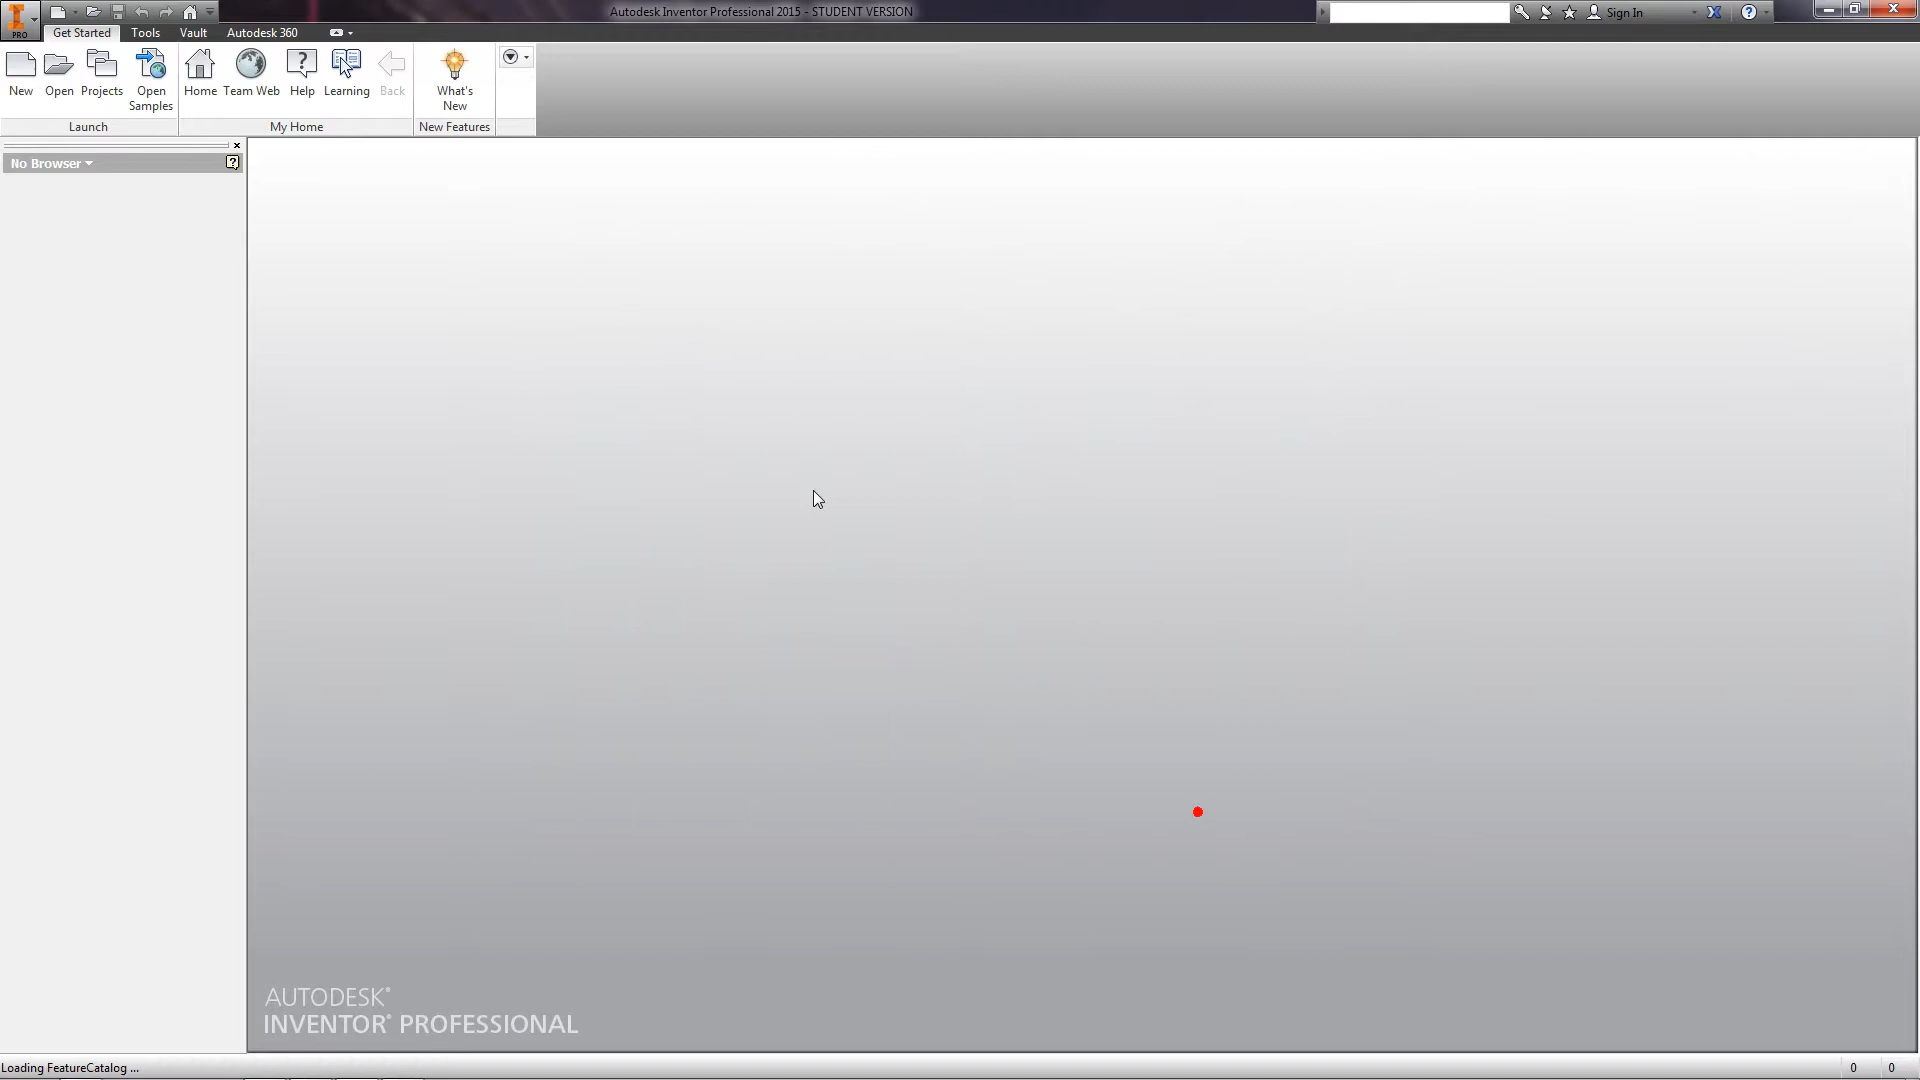 Autodesk Inventor Professional 2015 - STUDENT VERSION
Sign In
PRO
Get Started Tools Vault Autodesk 360
New Open Projects Open Samples Home Team Web Help Learning Back What's New
Launch My Home New Features
No Browser
AUTODESK®
INVENTOR® PROFESSIONAL
Loading FeatureCatalog ...
0 0